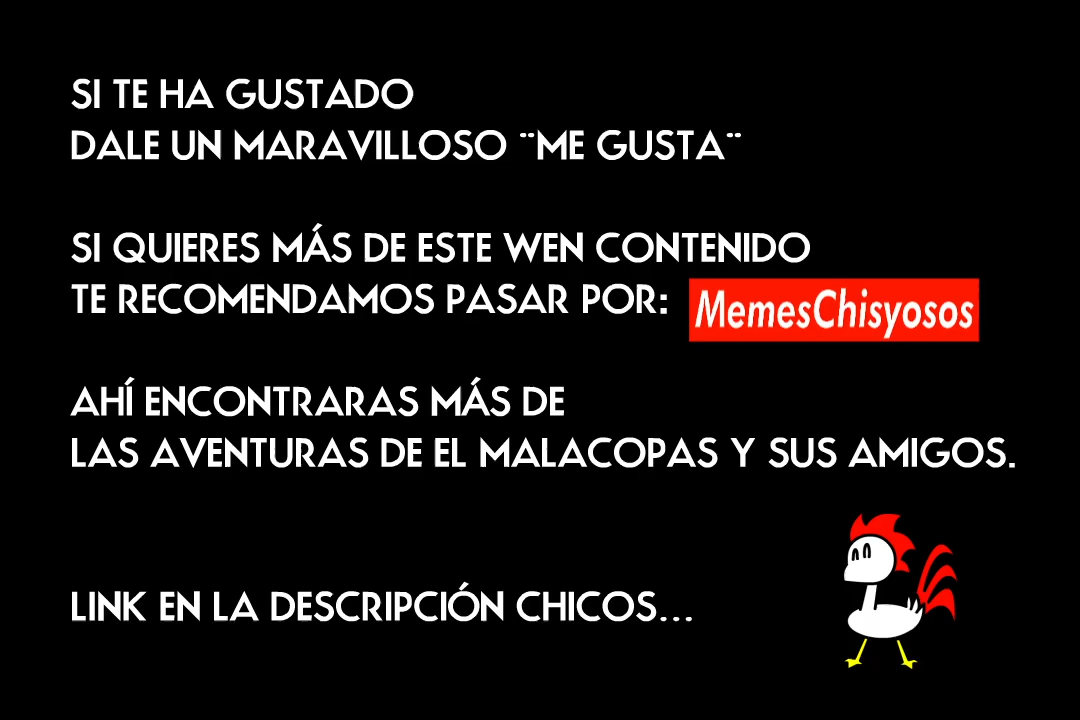 SI TE HA GUSTADO
DALE UN MARAVILLOSO ¨ME GUSTA¨
SI QUIERES MÁS DE ESTE WEN CONTENIDO
TE RECOMENDAMOS PASAR POR: MemesChisyosos
AHÍ ENCONTRARAS MÁS DE
LAS AVENTURAS DE EL MALACOPAS Y SUS AMIGOS.
LINK EN LA DESCRIPCIÓN CHICOS...